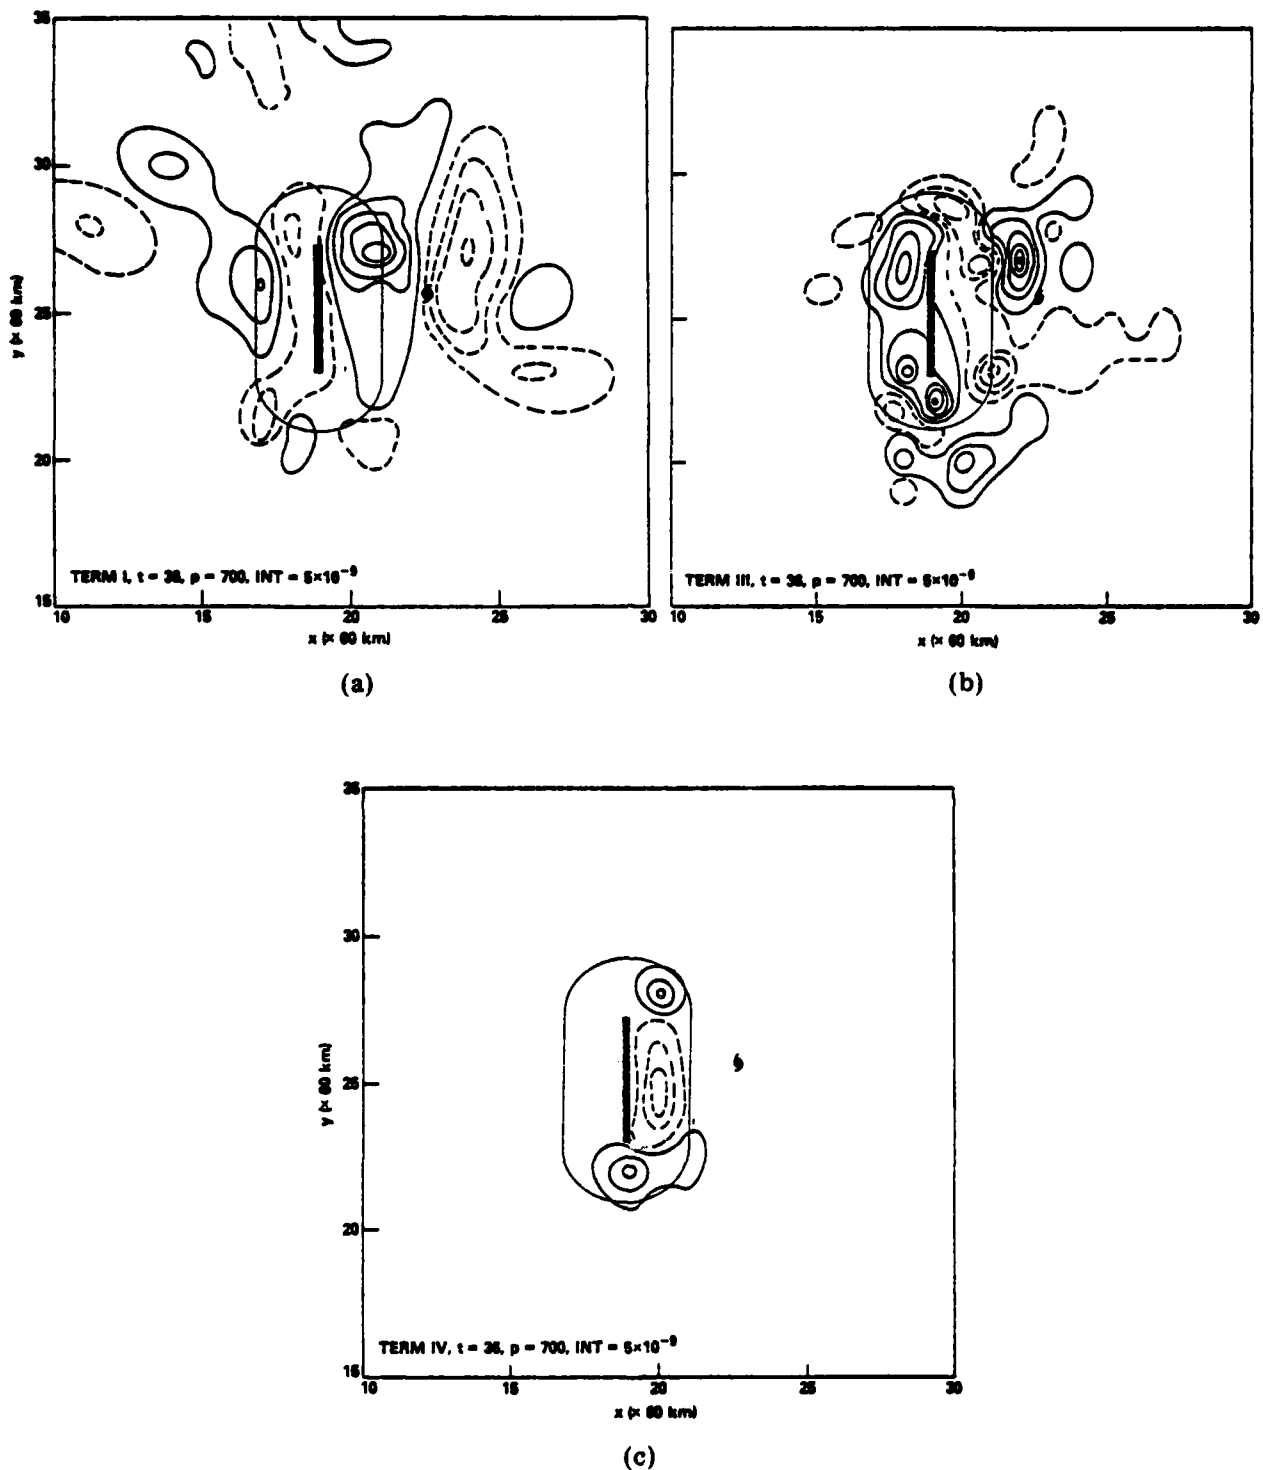 35
30
25
20
15
y (× 60 km)
TERM I, t = 36, p = 700, INT = 5×10⁻⁹
10 15 20 25 30
x (× 60 km)
(a)
TERM III, t = 36, p = 700, INT = 5×10⁻⁹
10 15 20 25 30
x (× 60 km)
(b)
35
30
25
20
15
y (× 60 km)
TERM IV, t = 36, p = 700, INT = 5×10⁻⁹
10 15 20 25 30
x (× 60 km)
(c)